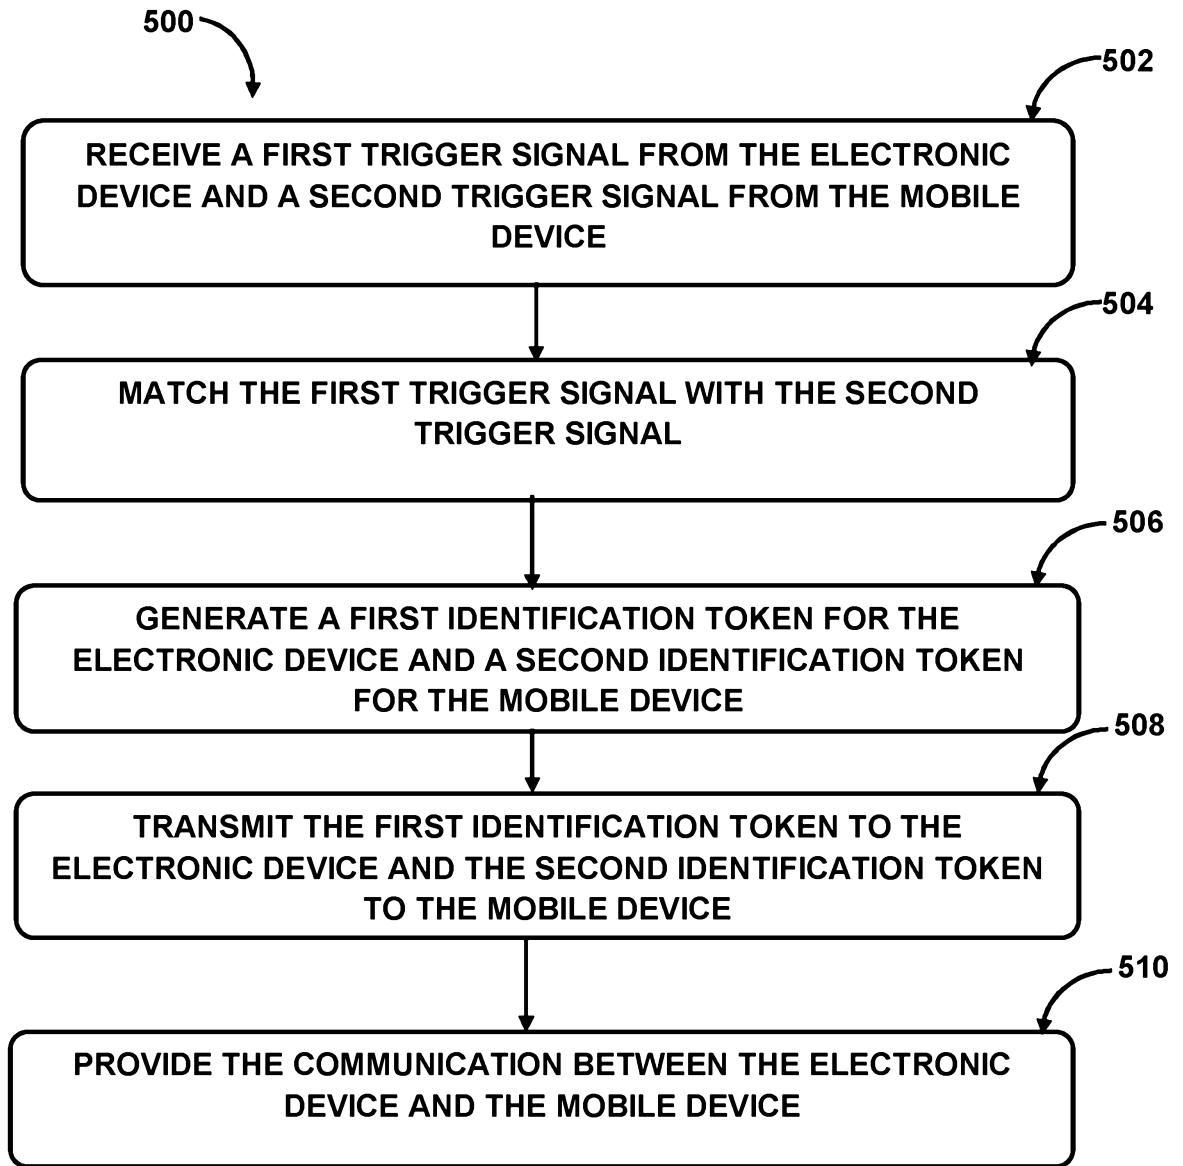 500
502
RECEIVE A FIRST TRIGGER SIGNAL FROM THE ELECTRONIC
DEVICE AND A SECOND TRIGGER SIGNAL FROM THE MOBILE
DEVICE
504
MATCH THE FIRST TRIGGER SIGNAL WITH THE SECOND
TRIGGER SIGNAL
506
GENERATE A FIRST IDENTIFICATION TOKEN FOR THE
ELECTRONIC DEVICE AND A SECOND IDENTIFICATION TOKEN
FOR THE MOBILE DEVICE
508
TRANSMIT THE FIRST IDENTIFICATION TOKEN TO THE
ELECTRONIC DEVICE AND THE SECOND IDENTIFICATION TOKEN
TO THE MOBILE DEVICE
510
PROVIDE THE COMMUNICATION BETWEEN THE ELECTRONIC
DEVICE AND THE MOBILE DEVICE